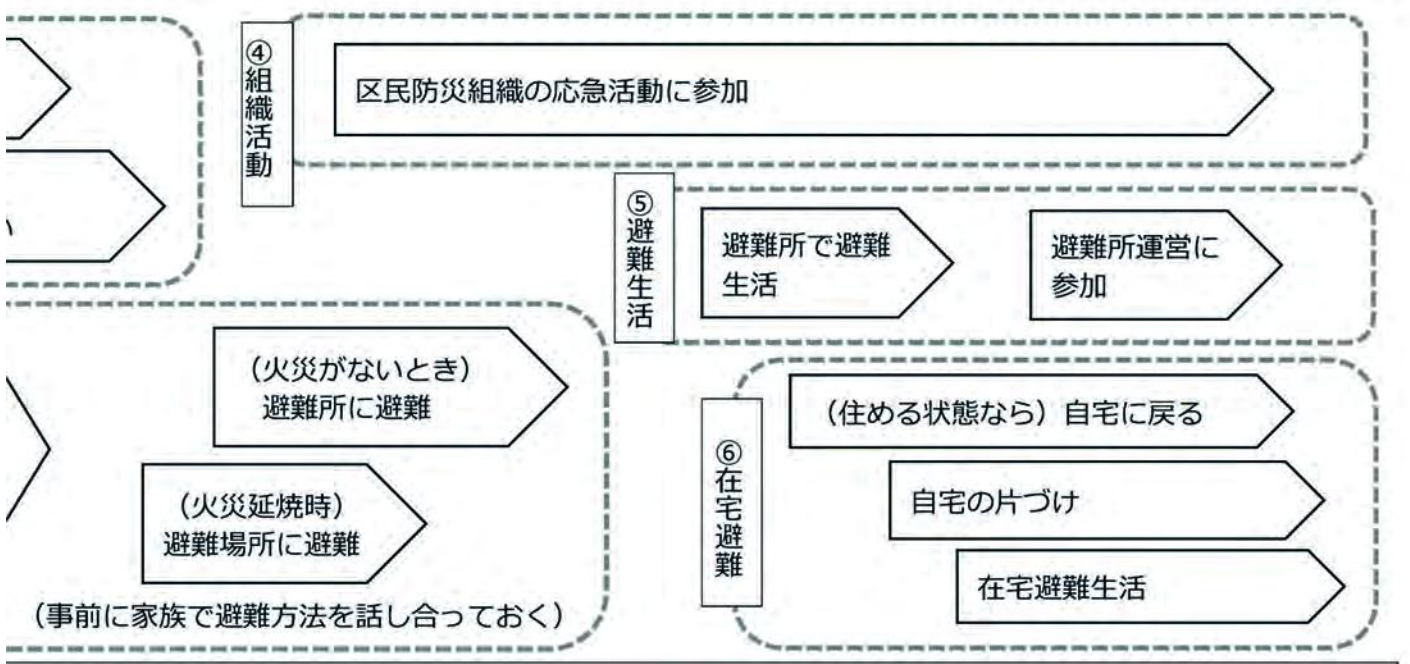 ④組織活動
区民防災組織の応急活動に参加
⑤避難生活
避難所で避難
生活
避難所運営に
参加
(火災がないとき)
避難所に避難
(火災延焼時)
避難場所に避難
(事前に家族で避難方法を話し合っておく)
⑥在宅避難
(住める状態なら)自宅に戻る
自宅の片づけ
在宅避難生活